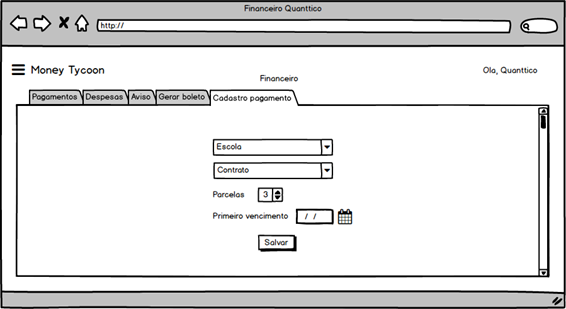 Financeiro Quanttico
http://
Money Tycoon
Ola, Quanttico
Financeiro
Pagamentos Despesas Aviso Gerar boleto Cadastro pagamento
Escola
Contrato
Parcelas 3
Primeiro vencimento / /
Salvar